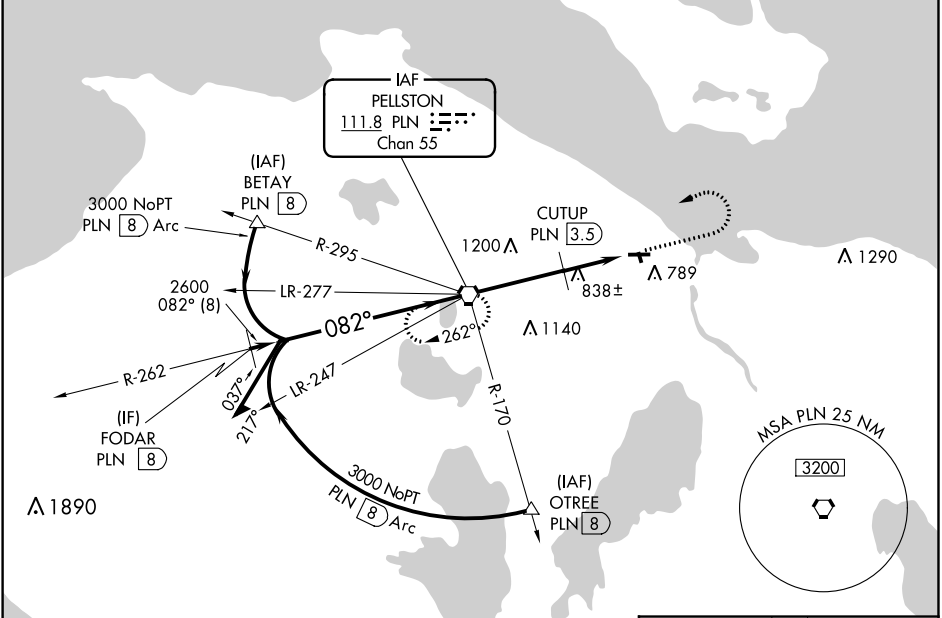 IAF
PELLSTON
111.8 PLN
Chan 55
(IAF)
BETAY
PLN 8
3000 NoPT
PLN 8 Arc
R-295
1200
CUTUP
PLN 3.5
838±
789
1290
2600
082° (8)
LR-277
082°
262°
1140
R-262
037°
217°
LR-247
R-170
(IF)
FODAR
PLN 8
1890
3000 NoPT
PLN 8 Arc
(IAF)
OTREE
PLN 8
MSA PLN 25 NM
3200